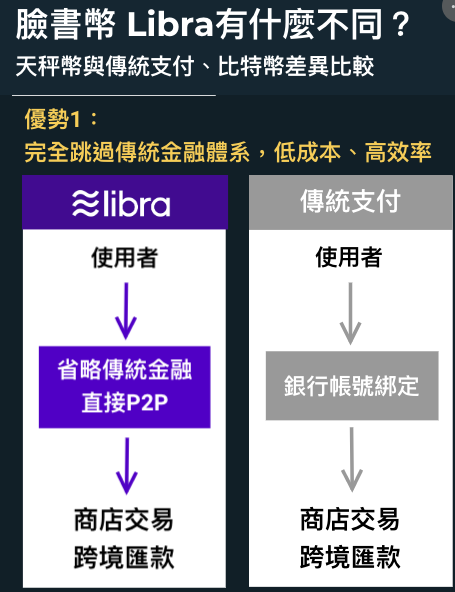 臉書幣 Libra有什麼不同？
天秤幣與傳統支付、比特幣差異比較
優勢1：
完全跳過傳統金融體系，低成本、高效率
libra
使用者
省略傳統金融
直接P2P
商店交易
跨境匯款
傳統支付
使用者
銀行帳號綁定
商店交易
跨境匯款